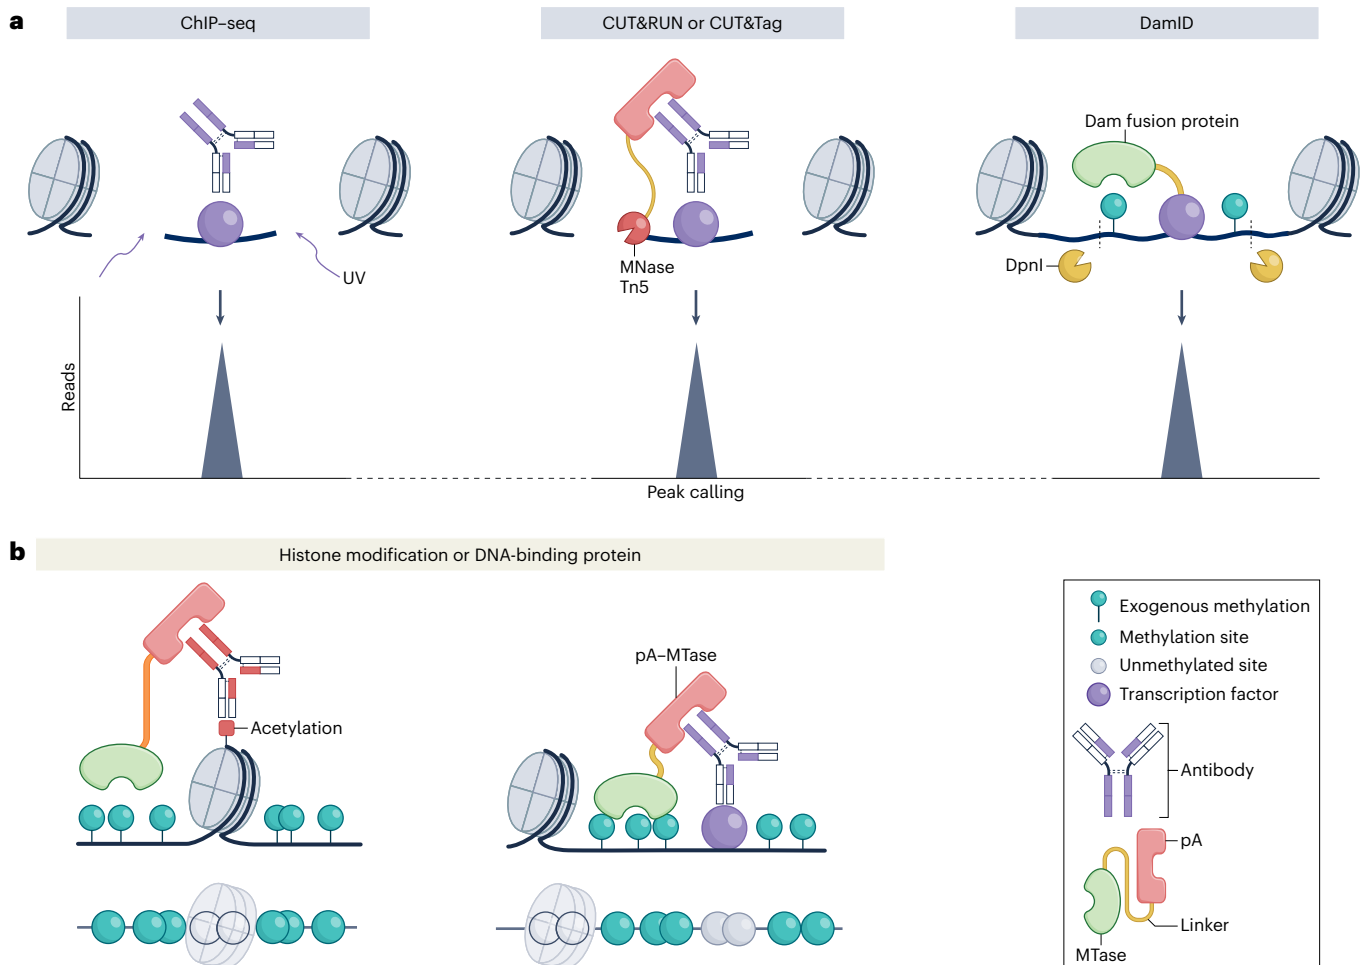 a
ChIP–seq
CUT&RUN or CUT&Tag
DamID
Dam fusion protein
UV
MNase
Tn5
DpnI
Reads
Peak calling
b
Histone modification or DNA-binding protein
Acetylation
pA–MTase
Exogenous methylation
Methylation site
Unmethylated site
Transcription factor
Antibody
pA
Linker
MTase